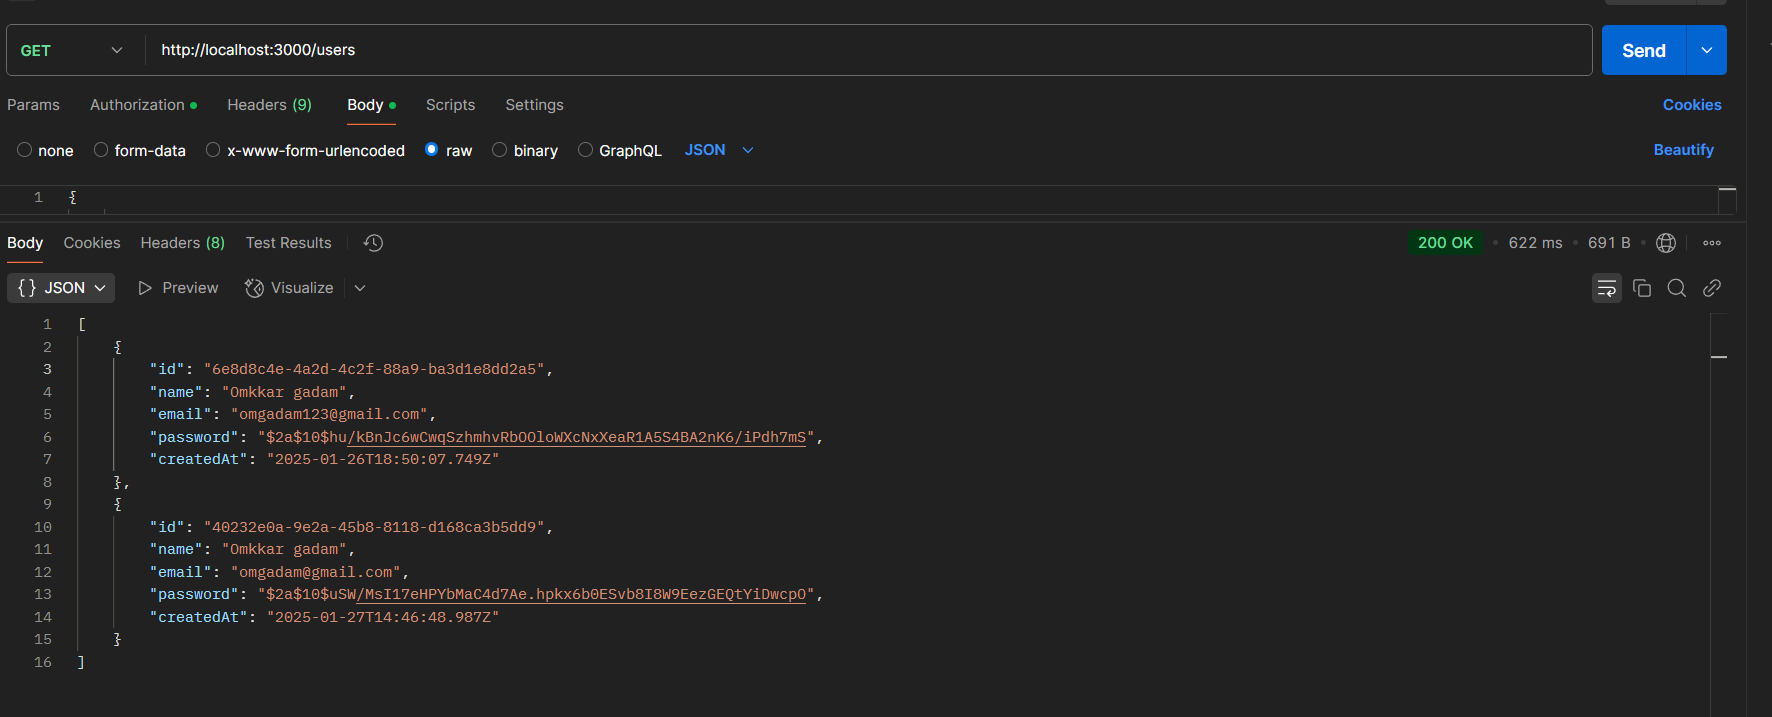 GET http://localhost:3000/users Send
Params Authorization Headers (9) Body Scripts Settings Cookies
none form-data x-www-form-urlencoded raw binary GraphQL JSON Beautify
1 {
Body Cookies Headers (8) Test Results 200 OK • 622 ms • 691 B •
{} JSON Preview Visualize
1 [
2 {
3 "id": "6e8d8c4e-4a2d-4c2f-88a9-ba3d1e8dd2a5",
4 "name": "Omkkar gadam",
5 "email": "omgadam123@gmail.com",
6 "password": "$2a$10$hu/kBnJc6wCwqSzhmhvRbOOloWXcNxXeaR1A5S4BA2nK6/iPdh7mS",
7 "createdAt": "2025-01-26T18:50:07.749Z"
8 },
9 {
10 "id": "40232e0a-9e2a-45b8-8118-d168ca3b5dd9",
11 "name": "Omkkar gadam",
12 "email": "omgadam@gmail.com",
13 "password": "$2a$10$uSW/MsI17eHPYbMaC4d7Ae.hpkx6b0ESvb8I8W9EezGEQtYiDwcpO",
14 "createdAt": "2025-01-27T14:46:48.987Z"
15 }
16 ]